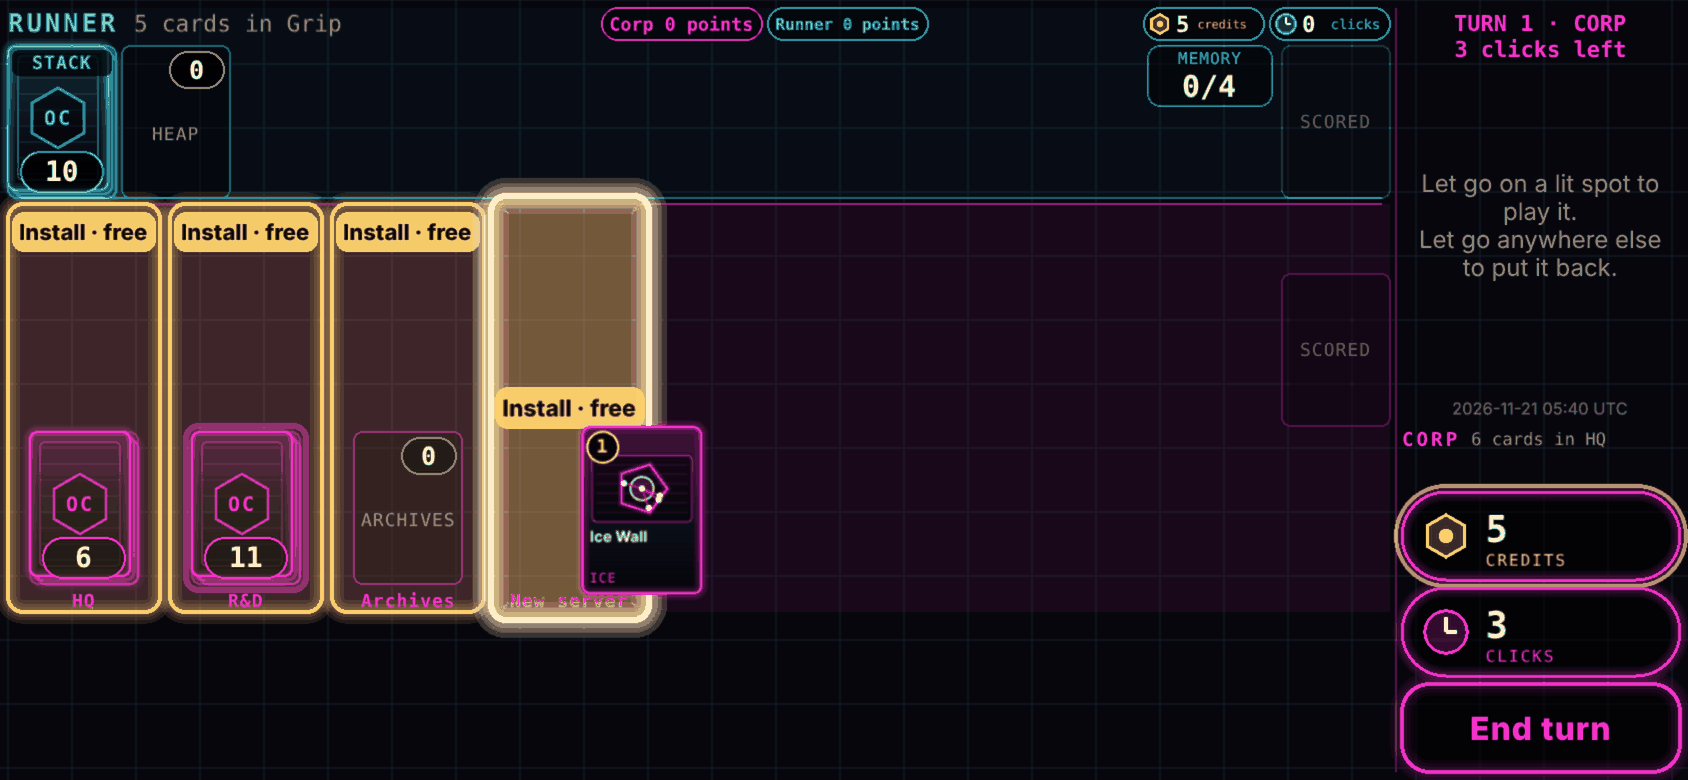 RUNNER 5 cards in Grip
Corp 0 points
Runner 0 points
5 credits
0 clicks
TURN 1 · CORP
3 clicks left
STACK
OC
10
0
HEAP
MEMORY
0/4
SCORED
Let go on a lit spot to
play it.
Let go anywhere else
to put it back.
Install · free
Install · free
Install · free
Install · free
SCORED
OC
6
HQ
OC
11
R&D
0
ARCHIVES
Archives
1
Ice Wall
ICE
New server
2026-11-21 05:40 UTC
CORP 6 cards in HQ
5
CREDITS
3
CLICKS
End turn